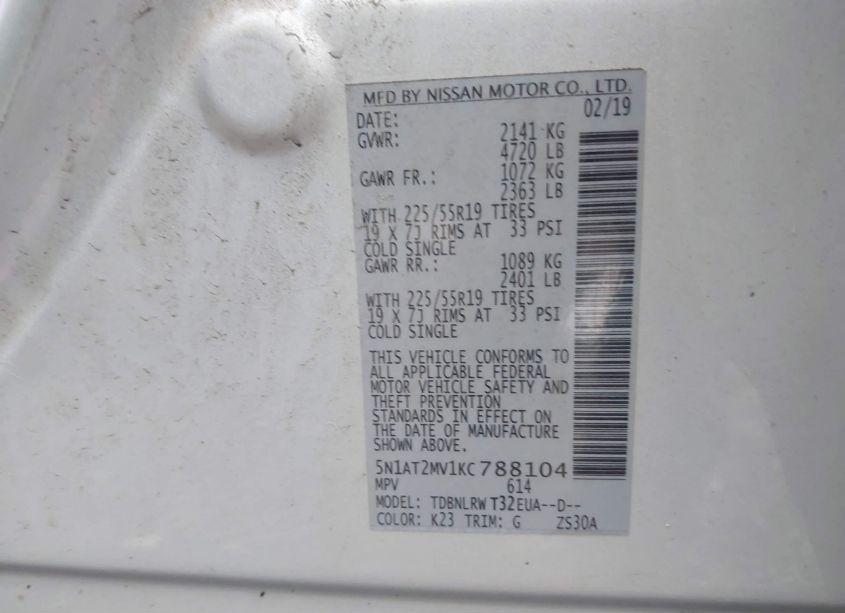 MFD BY NISSAN MOTOR CO., LTD.
DATE: 02/19
GVWR: 2141 KG
4720 LB
GAWR FR.: 1072 KG
2363 LB
WITH 225/55R19 TIRES
19 X 7J RIMS AT 33 PSI
COLD SINGLE
GAWR RR.: 1089 KG
2401 LB
WITH 225/55R19 TIRES
19 X 7J RIMS AT 33 PSI
COLD SINGLE
THIS VEHICLE CONFORMS TO
ALL APPLICABLE FEDERAL
MOTOR VEHICLE SAFETY AND
THEFT PREVENTION
STANDARDS IN EFFECT ON
THE DATE OF MANUFACTURE
SHOWN ABOVE.
5N1AT2MV1KC788104
MPV 614
MODEL: TDBNLRW T32EUA--D--
COLOR: K23 TRIM: G ZS30A